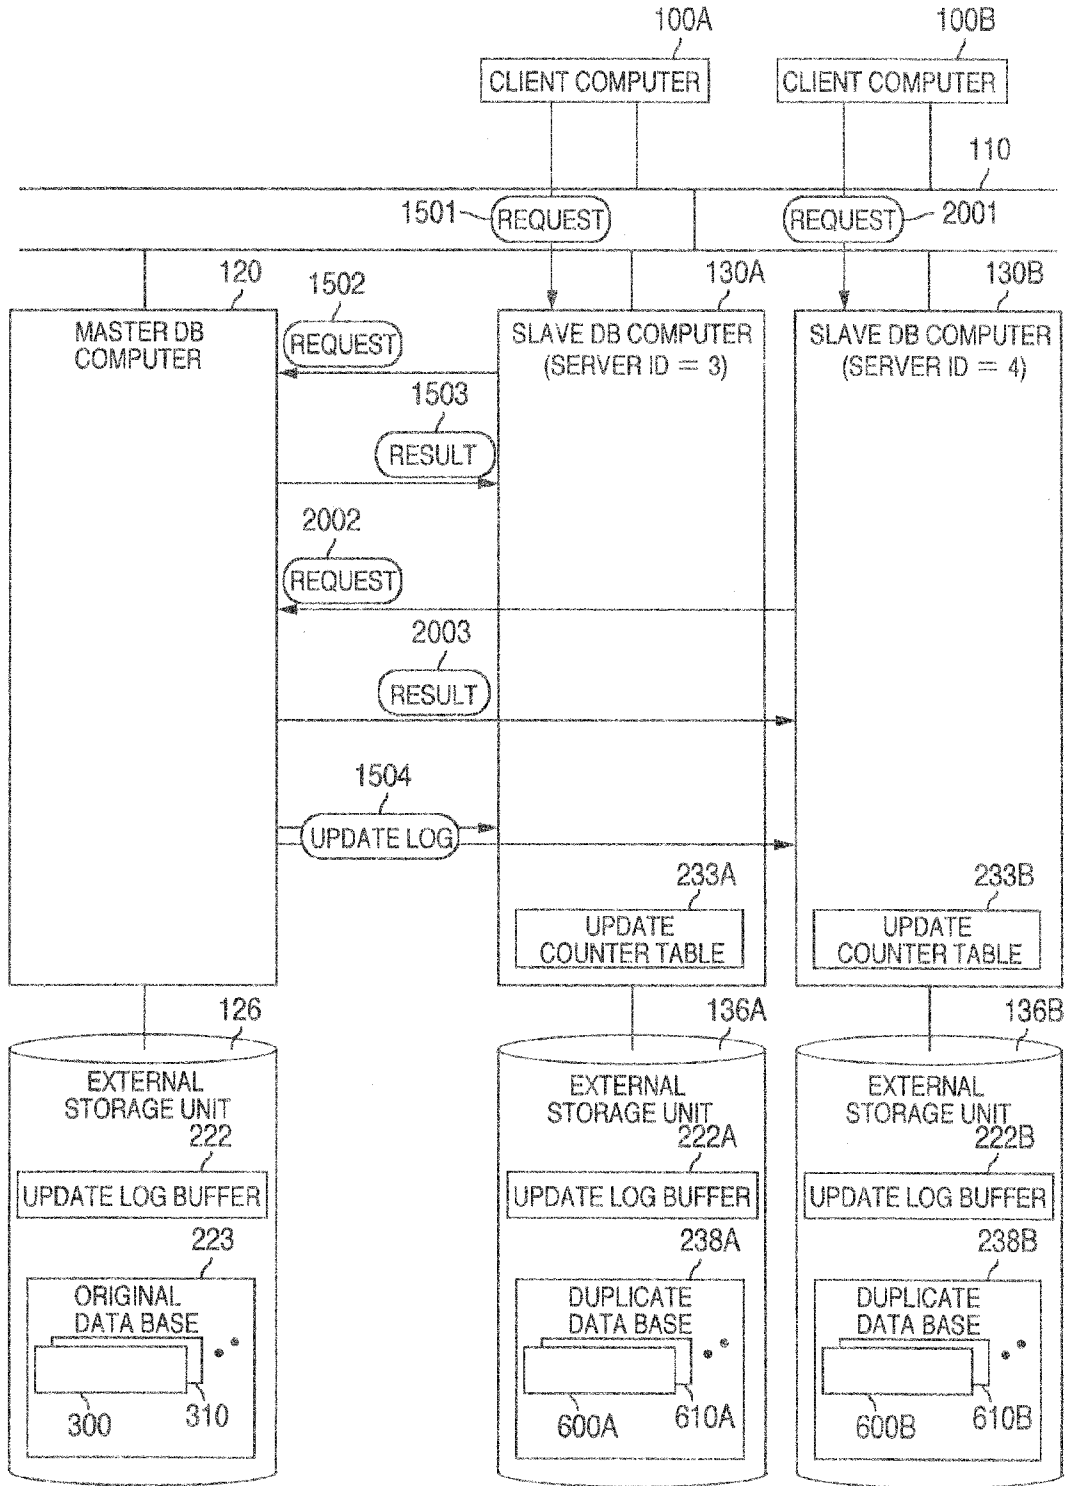 100A
100B
CLIENT COMPUTER
CLIENT COMPUTER
110
1501
REQUEST
REQUEST
2001
120
1502
130A
130B
MASTER DB
COMPUTER
REQUEST
SLAVE DB COMPUTER
(SERVER ID = 3)
SLAVE DB COMPUTER
(SERVER ID = 4)
1503
RESULT
2002
REQUEST
2003
RESULT
1504
UPDATE LOG
233A
233B
UPDATE
COUNTER TABLE
UPDATE
COUNTER TABLE
126
136A
136B
EXTERNAL
STORAGE UNIT
EXTERNAL
STORAGE UNIT
EXTERNAL
STORAGE UNIT
222
222A
222B
UPDATE LOG BUFFER
UPDATE LOG BUFFER
UPDATE LOG BUFFER
223
238A
238B
ORIGINAL
DATA BASE
DUPLICATE
DATA BASE
DUPLICATE
DATA BASE
300
310
600A
610A
600B
610B